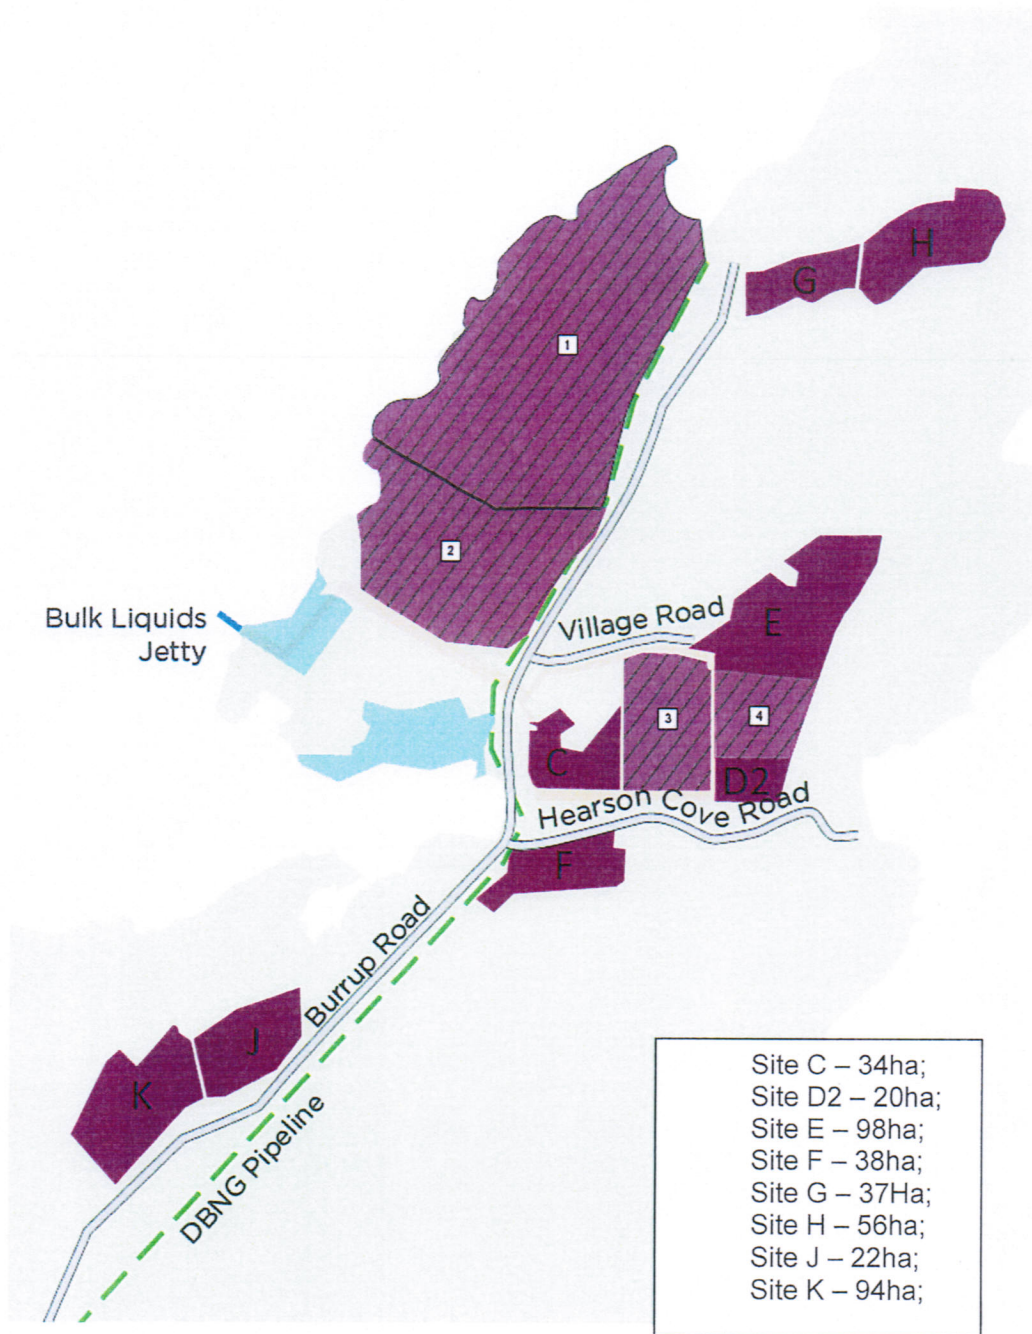 H
G
1
2
Bulk Liquids
Jetty
Village Road
E
3
4
C
D2
Hearson Cove Road
F
Burrup Road
J
K
DBNG Pipeline
Site C – 34ha;
Site D2 – 20ha;
Site E – 98ha;
Site F – 38ha;
Site G – 37Ha;
Site H – 56ha;
Site J – 22ha;
Site K – 94ha;